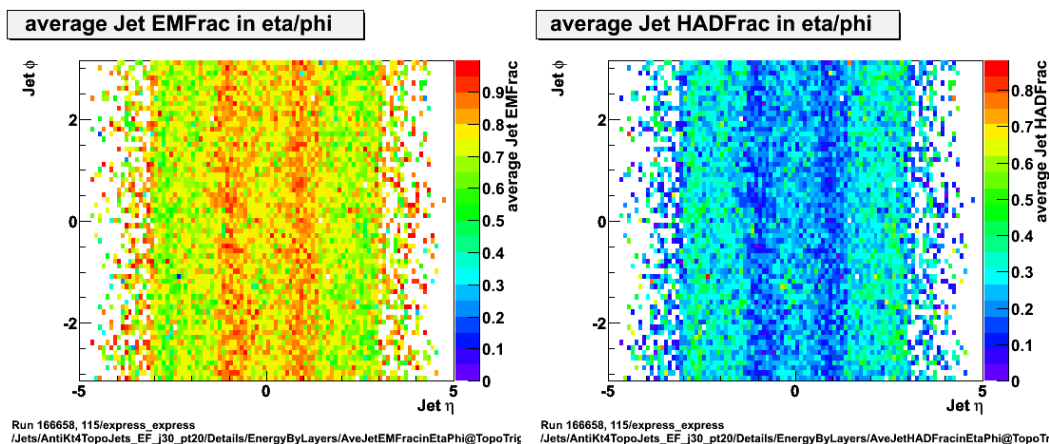 average Jet EMFrac in eta/phi
Jet ϕ
2
0
-2
-5
0
5
Jet η
0.9
0.8
0.7
0.6
0.5
0.4
0.3
0.2
0.1
0
average Jet EMFrac
Run 166658, 115/express_express
/Jets/AntiKt4TopoJets_EF_j30_pt20/Details/EnergyByLayers/AveJetEMFracinEtaPhi@TopoTrig
average Jet HADFrac in eta/phi
Jet ϕ
2
0
-2
-5
0
5
Jet η
0.8
0.7
0.6
0.5
0.4
0.3
0.2
0.1
0
average Jet HADFrac
Run 166658, 115/express_express
/Jets/AntiKt4TopoJets_EF_j30_pt20/Details/EnergyByLayers/AveJetHADFracinEtaPhi@TopoTri